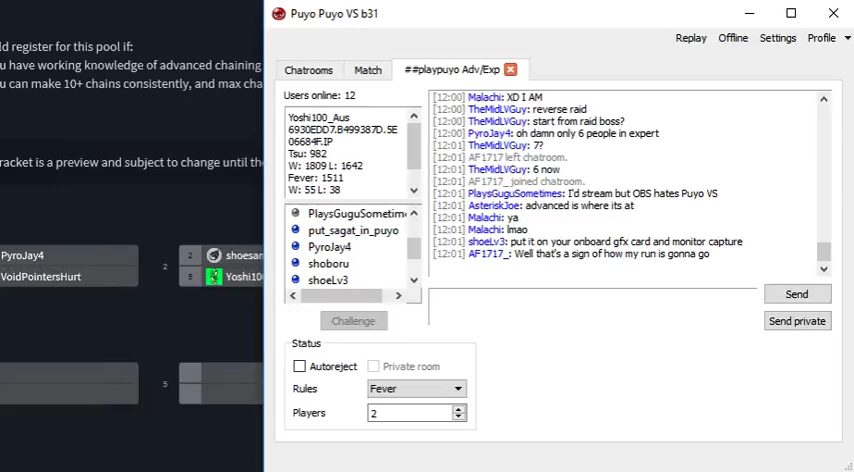 ld register for this pool if:
u have working knowledge of advanced chaining
u can make 10+ chains consistently, and max cha
racket is a preview and subject to change until the
PyroJay4
VoidPointersHurt
2
2 shoesan
5 Yoshi100
5
Puyo Puyo VS b31
Replay Offline Settings Profile
Chatrooms Match ##playpuyo Adv/Exp
Users online: 12
Yoshi100_Aus
6930EDD7.B499387D.5E
06684F.IP
Tsu: 982
W: 1809 L: 1642
Fever: 1511
W: 55 L: 38
PlaysGuguSometime
put_sagat_in_puyo
PyroJay4
shoboru
shoeLv3
Challenge
[12:00] Malachi: XD I AM
[12:00] TheMidLVGuy: reverse raid
[12:00] TheMidLVGuy: start from raid boss?
[12:00] PyroJay4: oh damn only 6 people in expert
[12:01] TheMidLVGuy: 7?
[12:01] AF1717 left chatroom.
[12:01] TheMidLVGuy: 6 now
[12:01] AF1717_ joined chatroom.
[12:01] PlaysGuguSometimes: I'd stream but OBS hates Puyo VS
[12:01] AsteriskJoe: advanced is where its at
[12:01] Malachi: ya
[12:01] Malachi: lmao
[12:01] shoeLv3: put it on your onboard gfx card and monitor capture
[12:01] AF1717_: Well that's a sign of how my run is gonna go
Send
Send private
Status
Autoreject Private room
Rules Fever
Players 2